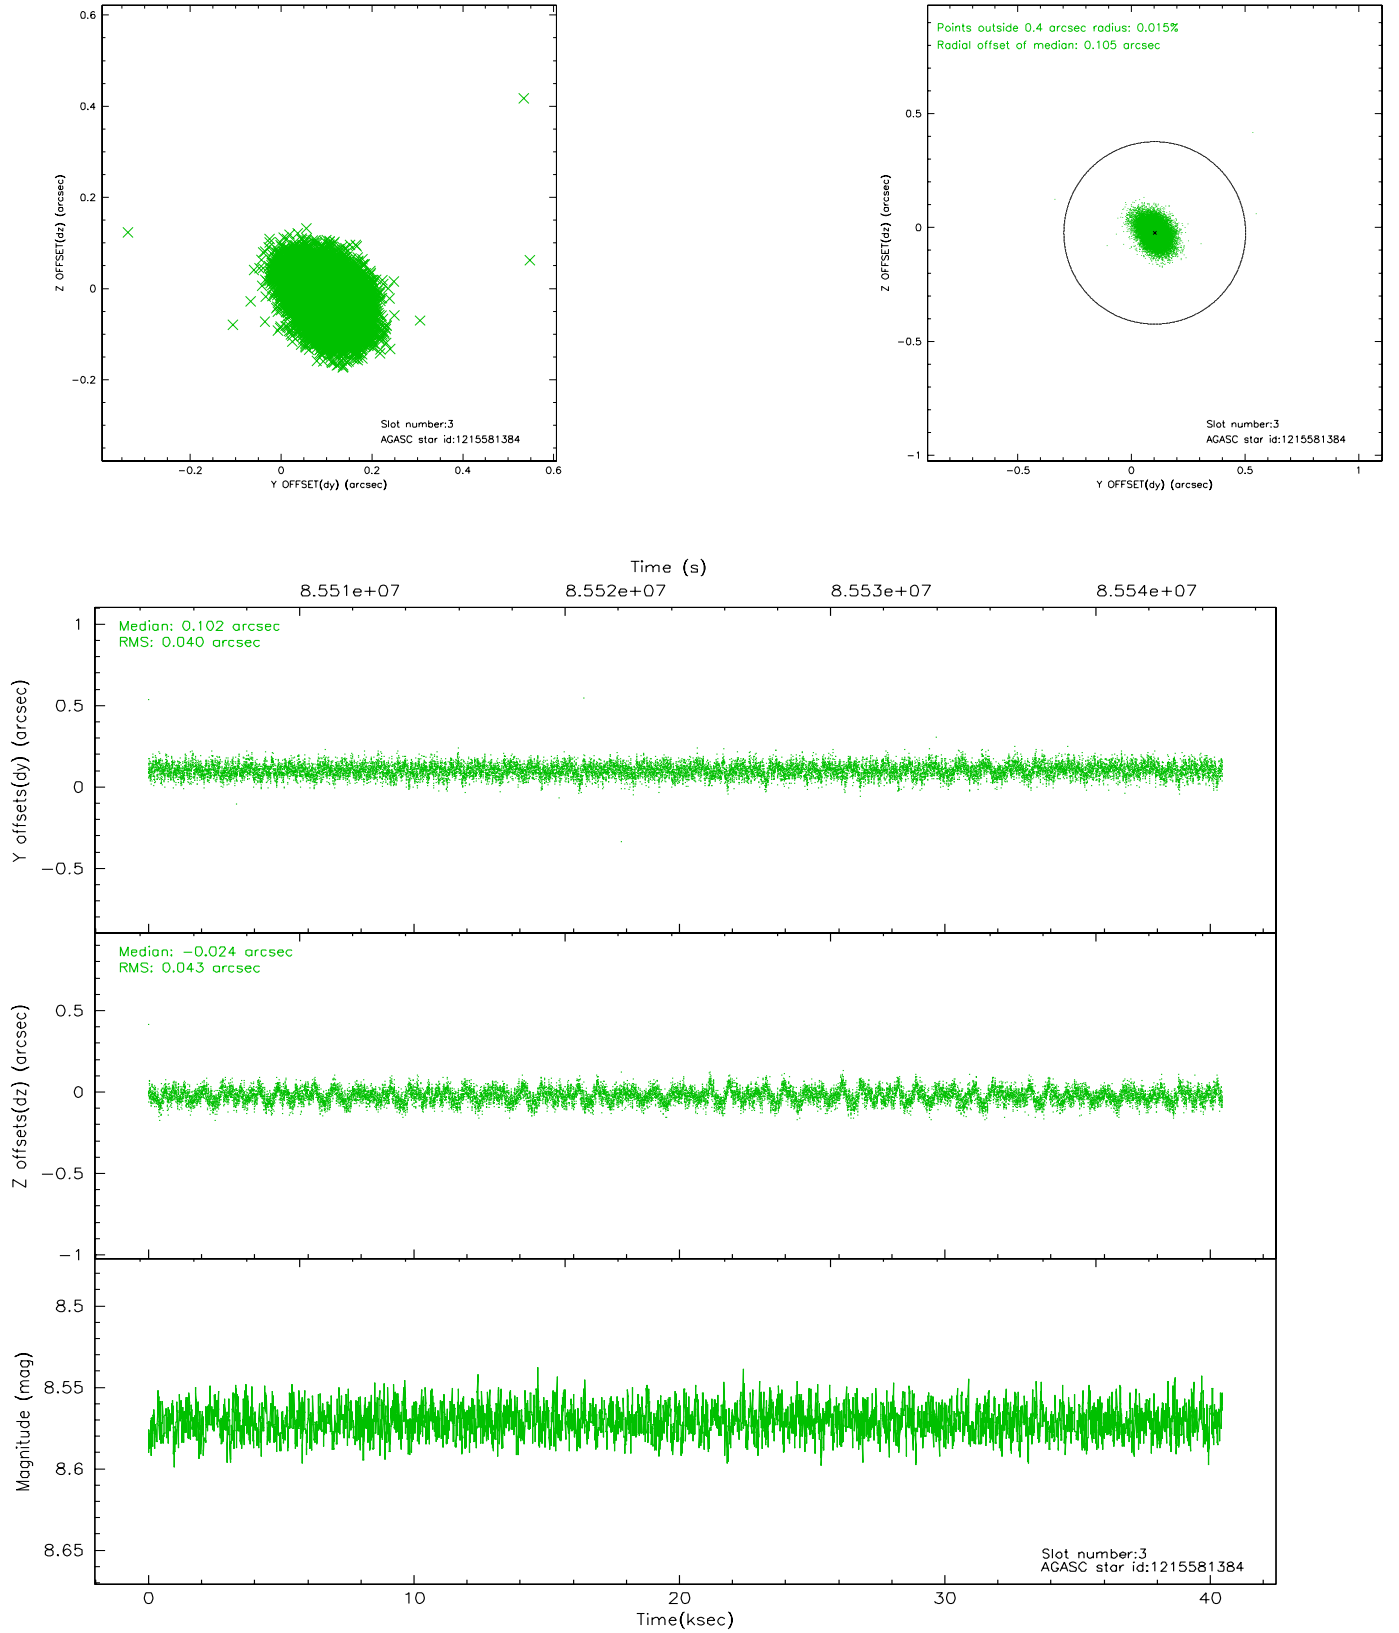 0.6
0.4
0.2
0
−0.2
Z OFFSET(dz) (arcsec)
Slot number:3
AGASC star id:1215581384
−0.2 0 0.2 0.4 0.6
Y OFFSET(dy) (arcsec)
Points outside 0.4 arcsec radius: 0.015%
Radial offset of median: 0.105 arcsec
0.5
0
−0.5
−1
Z OFFSET(dz) (arcsec)
Slot number:3
AGASC star id:1215581384
−0.5 0 0.5 1
Y OFFSET(dy) (arcsec)
Time (s)
8.551e+07 8.552e+07 8.553e+07 8.554e+07
Median: 0.102 arcsec
RMS: 0.040 arcsec
1
0.5
0
−0.5
Y offsets(dy) (arcsec)
Median: −0.024 arcsec
RMS: 0.043 arcsec
0.5
0
−0.5
−1
Z offsets(dz) (arcsec)
8.5
8.55
8.6
8.65
Magnitude (mag)
Slot number:3
AGASC star id:1215581384
0 10 20 30 40
Time(ksec)